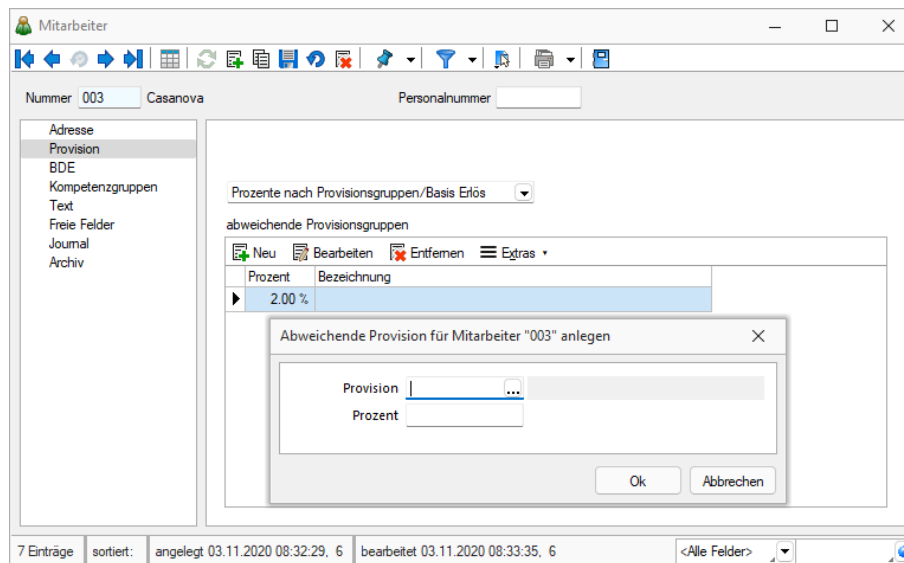 Mitarbeiter
Nummer 003 Casanova Personalnummer
Adresse
Provision
BDE
Kompetenzgruppen
Text
Freie Felder
Journal
Archiv
Prozente nach Provisionsgruppen/Basis Erlös
abweichende Provisionsgruppen
Neu Bearbeiten Entfernen Extras
Prozent Bezeichnung
2.00 %
Abweichende Provision für Mitarbeiter "003" anlegen
Provision ...
Prozent
Ok Abbrechen
7 Einträge sortiert: angelegt 03.11.2020 08:32:29, 6 bearbeitet 03.11.2020 08:33:35, 6 <Alle Felder>